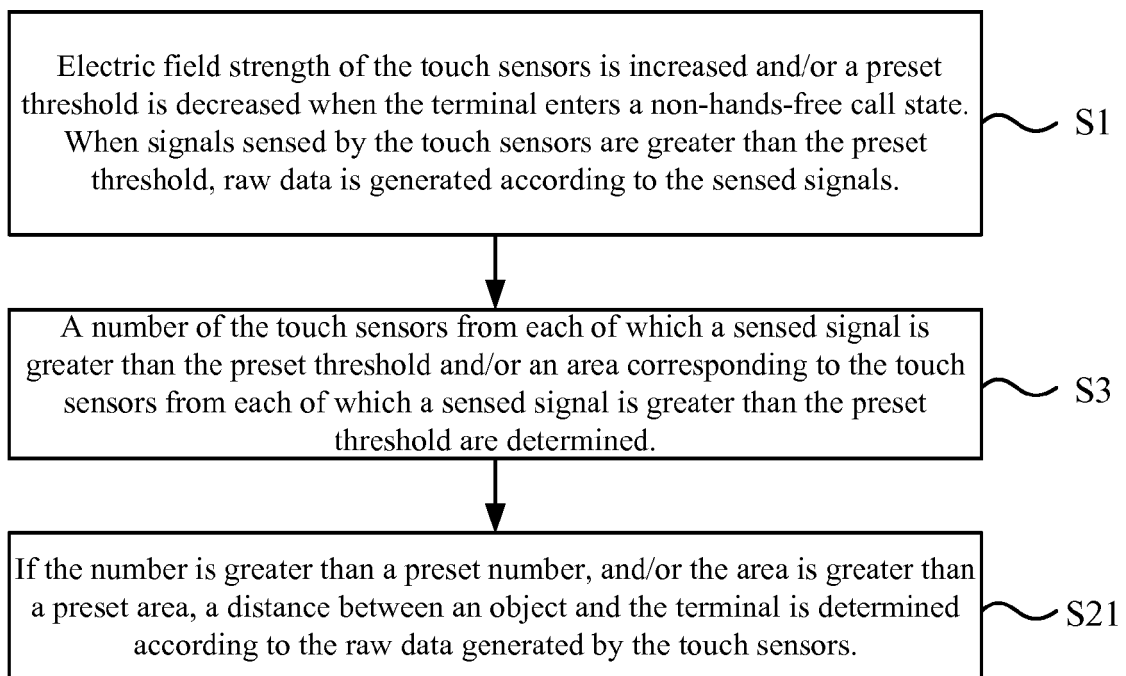 Electric field strength of the touch sensors is increased and/or a preset
threshold is decreased when the terminal enters a non-hands-free call state.
When signals sensed by the touch sensors are greater than the preset
threshold, raw data is generated according to the sensed signals.
S1
A number of the touch sensors from each of which a sensed signal is
greater than the preset threshold and/or an area corresponding to the touch
sensors from each of which a sensed signal is greater than the preset
threshold are determined.
S3
If the number is greater than a preset number, and/or the area is greater than
a preset area, a distance between an object and the terminal is determined
according to the raw data generated by the touch sensors.
S21